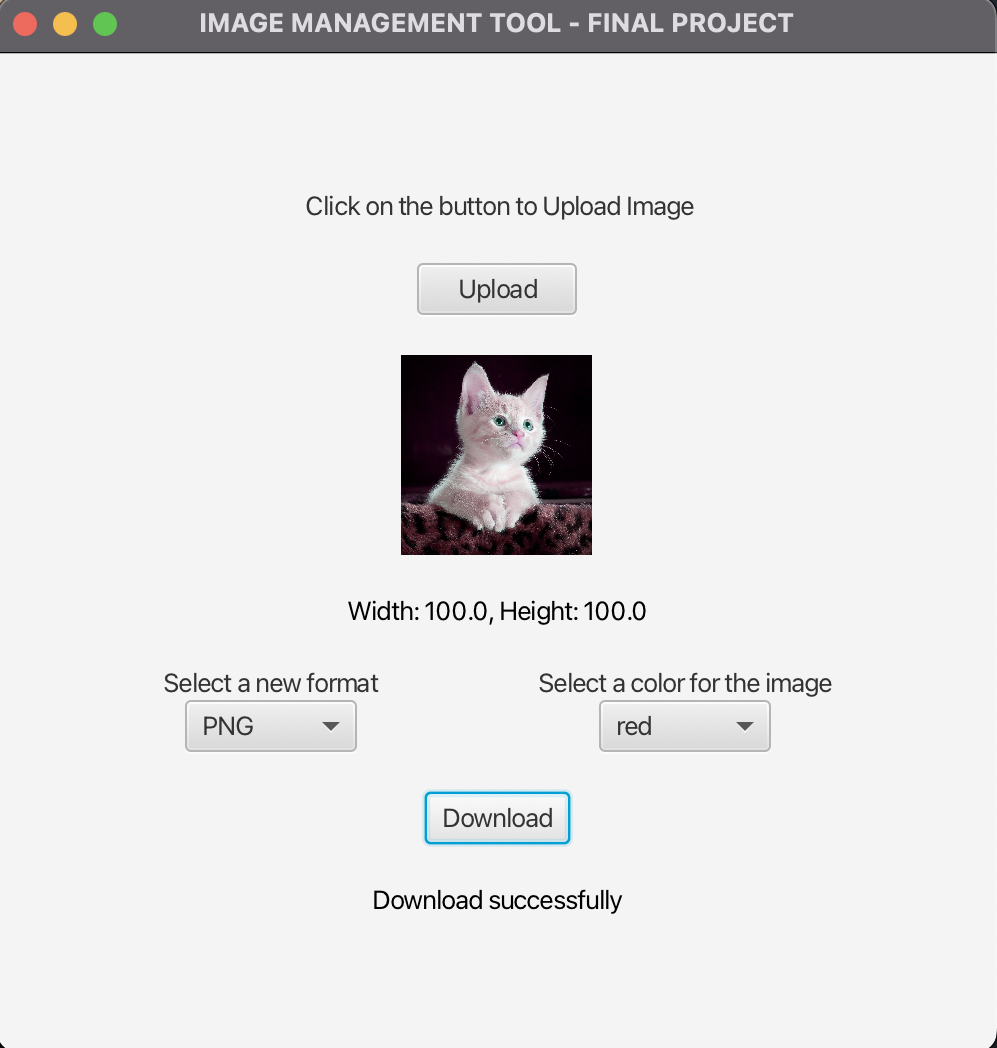 IMAGE MANAGEMENT TOOL - FINAL PROJECT
Click on the button to Upload Image
Upload
Width: 100.0, Height: 100.0
Select a new format
Select a color for the image
PNG
red
Download
Download successfully